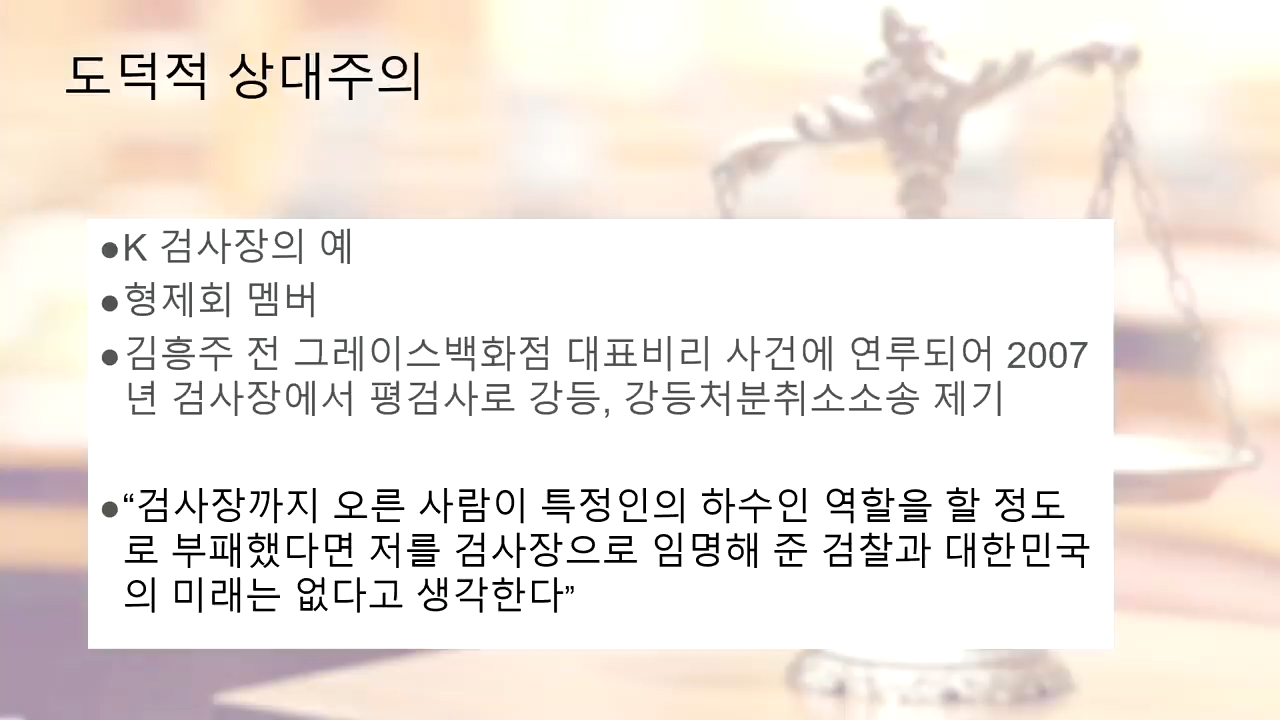 도덕적 상대주의
●K 검사장의 예
●형제회 멤버
●김흥주 전 그레이스백화점 대표비리 사건에 연루되어 2007
년 검사장에서 평검사로 강등, 강등처분취소소송 제기
●“검사장까지 오른 사람이 특정인의 하수인 역할을 할 정도
로 부패했다면 저를 검사장으로 임명해 준 검찰과 대한민국
의 미래는 없다고 생각한다”